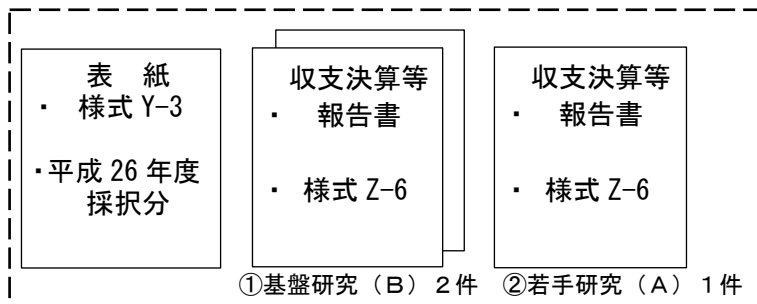 表　紙
・　様式 Y-3
・平成 26 年度
採択分
収支決算等
・　報告書
・　様式 Z-6
①基盤研究（Ｂ）２件
収支決算等
・　報告書
・　様式 Z-6
②若手研究（Ａ）１件